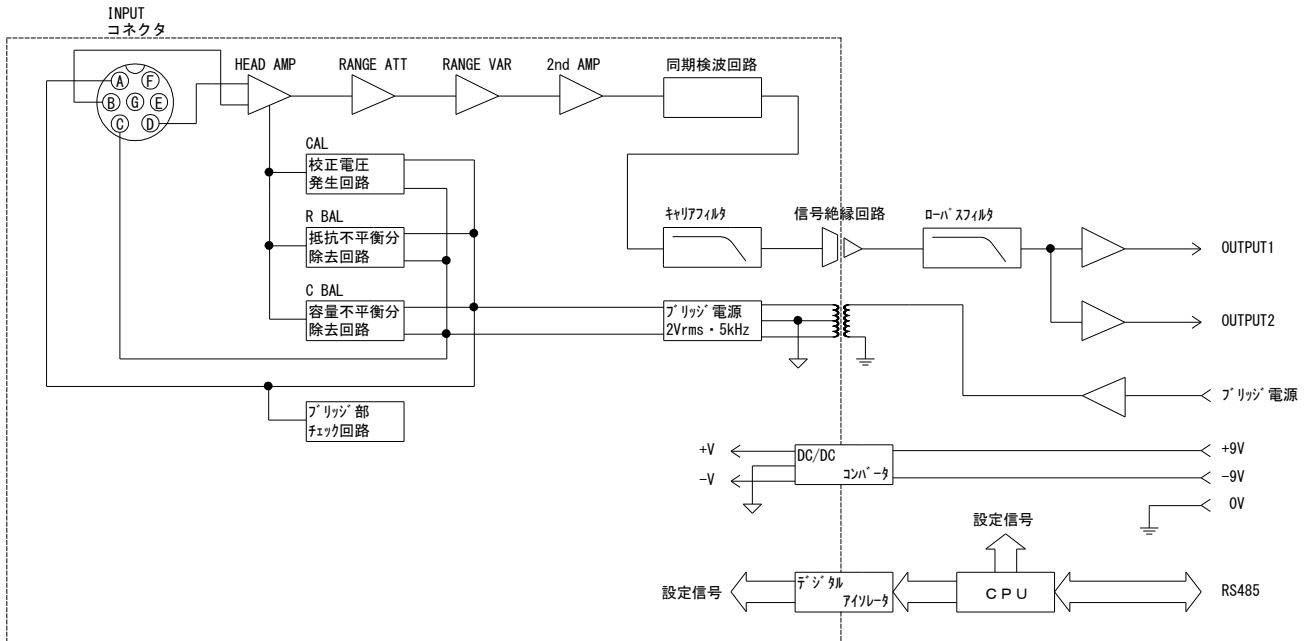 INPUT
コネクタ
A
F
B
G
E
C
D
HEAD AMP
RANGE ATT
RANGE VAR
2nd AMP
同期検波回路
CAL
校正電圧
発生回路
R BAL
抵抗不平衡分
除去回路
C BAL
容量不平衡分
除去回路
キャリアフィルタ
信号絶縁回路
ローパスフィルタ
OUTPUT1
OUTPUT2
ブリッジ電源
2Vrms・5kHz
ブリッジ電源
ブリッジ部
チェック回路
+V
-V
DC/DC
コンバータ
+9V
-9V
0V
設定信号
設定信号
デジタル
アイソレータ
CPU
RS485